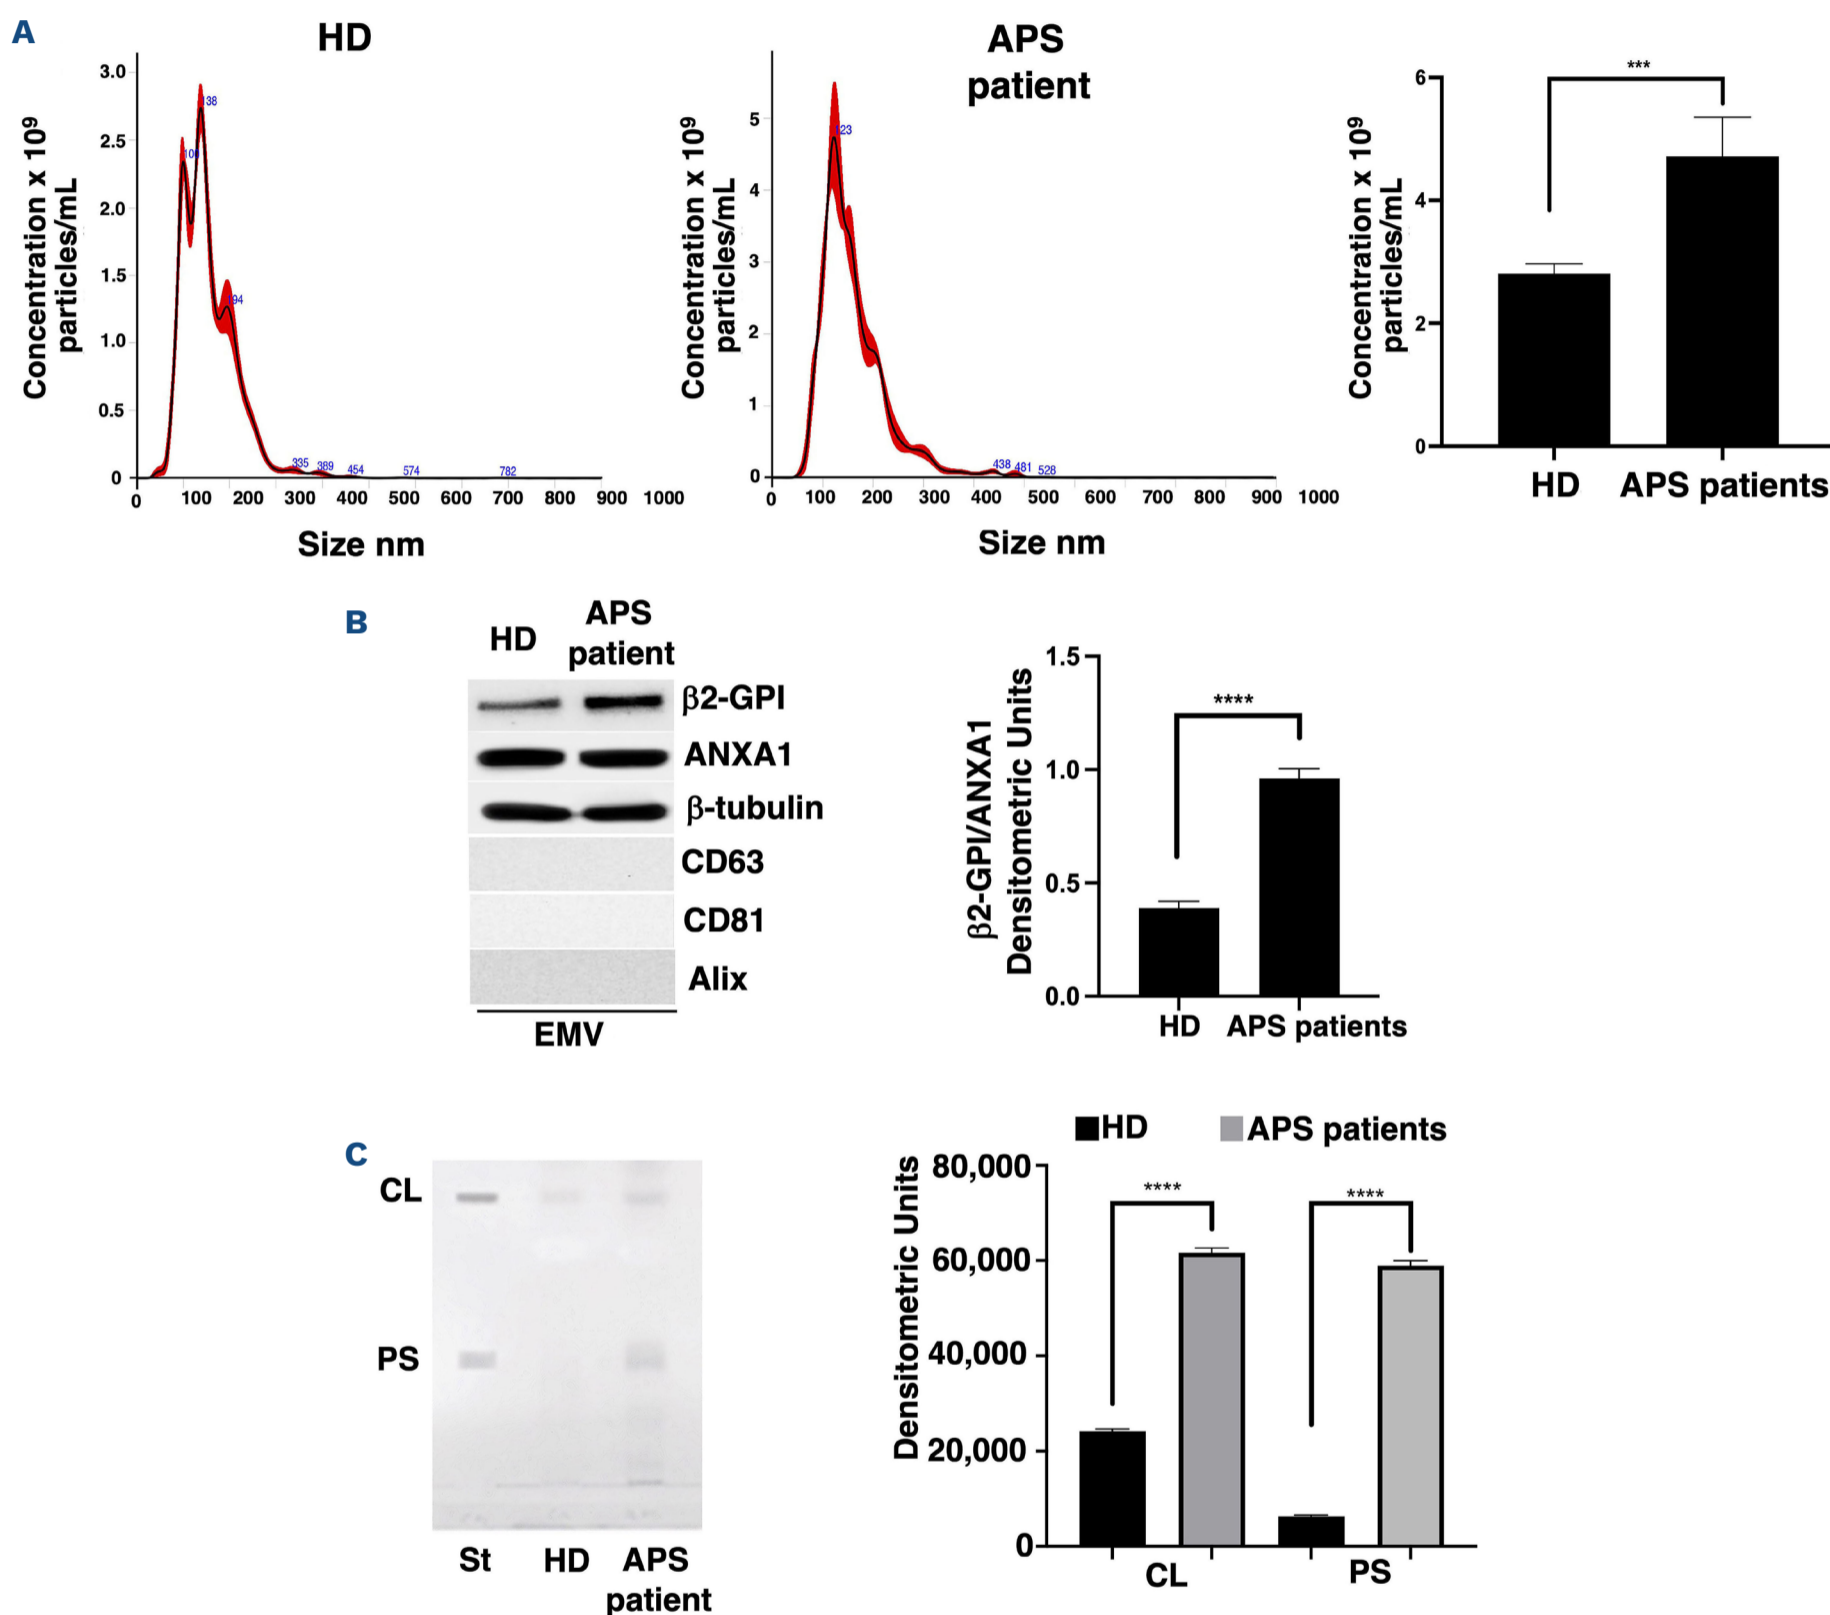 A
HD
Concentration x 10⁹
particles/mL
3.0
2.5
2.0
1.5
1.0
0.5
0
100
138
194
335
389
454
574
782
0
100
200
300
400
500
600
700
800
900
1000
Size nm
APS
patient
Concentration x 10⁹
particles/mL
5
4
3
2
1
0
123
438
481
528
0
100
200
300
400
500
600
700
800
900
1000
Size nm
Concentration x 10⁹
particles/mL
6
4
2
0
***
HD
APS patients
B
HD
APS
patient
β2-GPI
ANXA1
β-tubulin
CD63
CD81
Alix
EMV
β2-GPI/ANXA1
Densitometric Units
1.5
1.0
0.5
0.0
****
HD
APS patients
C
CL
PS
St
HD
APS
patient
HD
APS patients
Densitometric Units
80,000
60,000
40,000
20,000
0
****
****
CL
PS